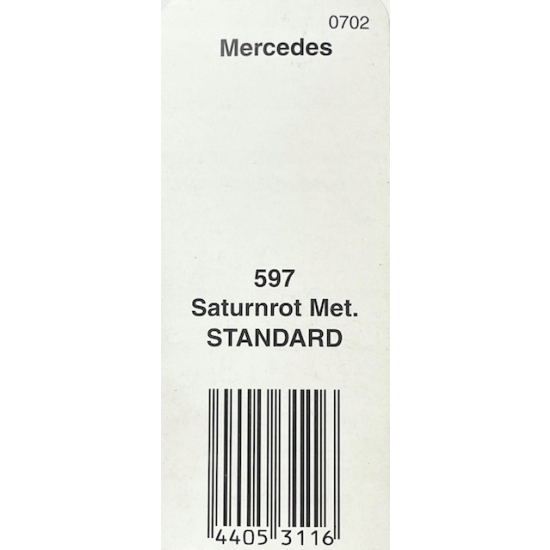 0702
Mercedes
597
Saturnrot Met.
STANDARD
4405 3116